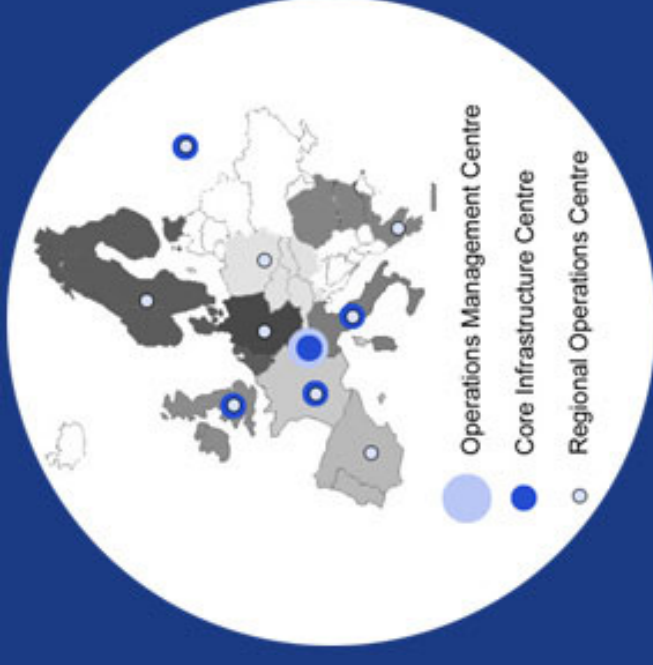 Operations Management Centre
Core Infrastructure Centre
Regional Operations Centre